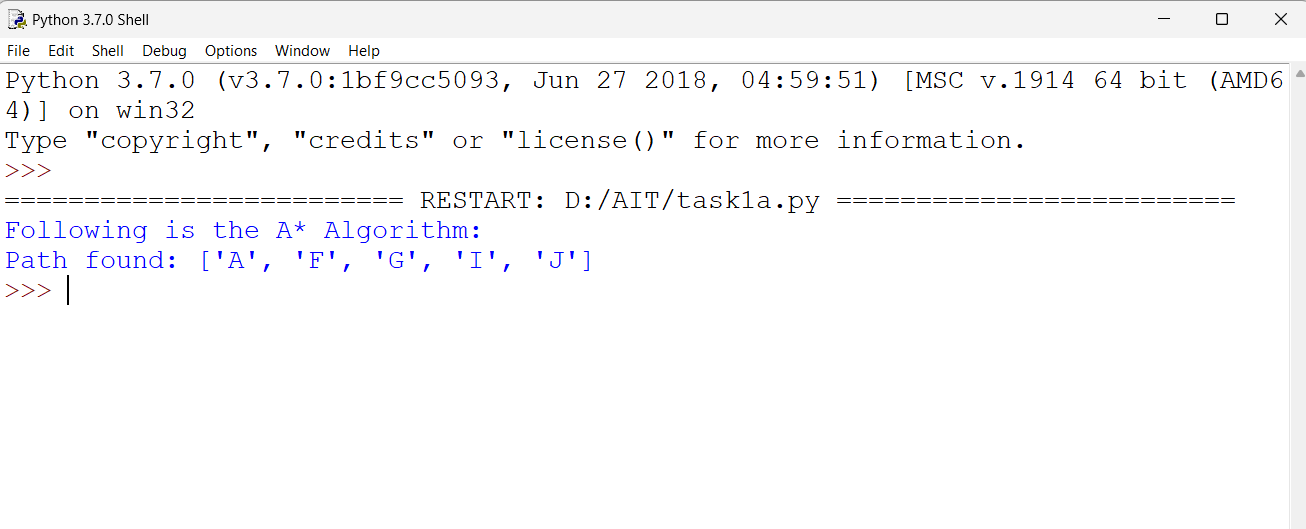 Python 3.7.0 Shell
File Edit Shell Debug Options Window Help
Python 3.7.0 (v3.7.0:1bf9cc5093, Jun 27 2018, 04:59:51) [MSC v.1914 64 bit (AMD6
4)] on win32
Type "copyright", "credits" or "license()" for more information.
>>>
========================= RESTART: D:/AIT/task1a.py =========================
Following is the A* Algorithm:
Path found: ['A', 'F', 'G', 'I', 'J']
>>>